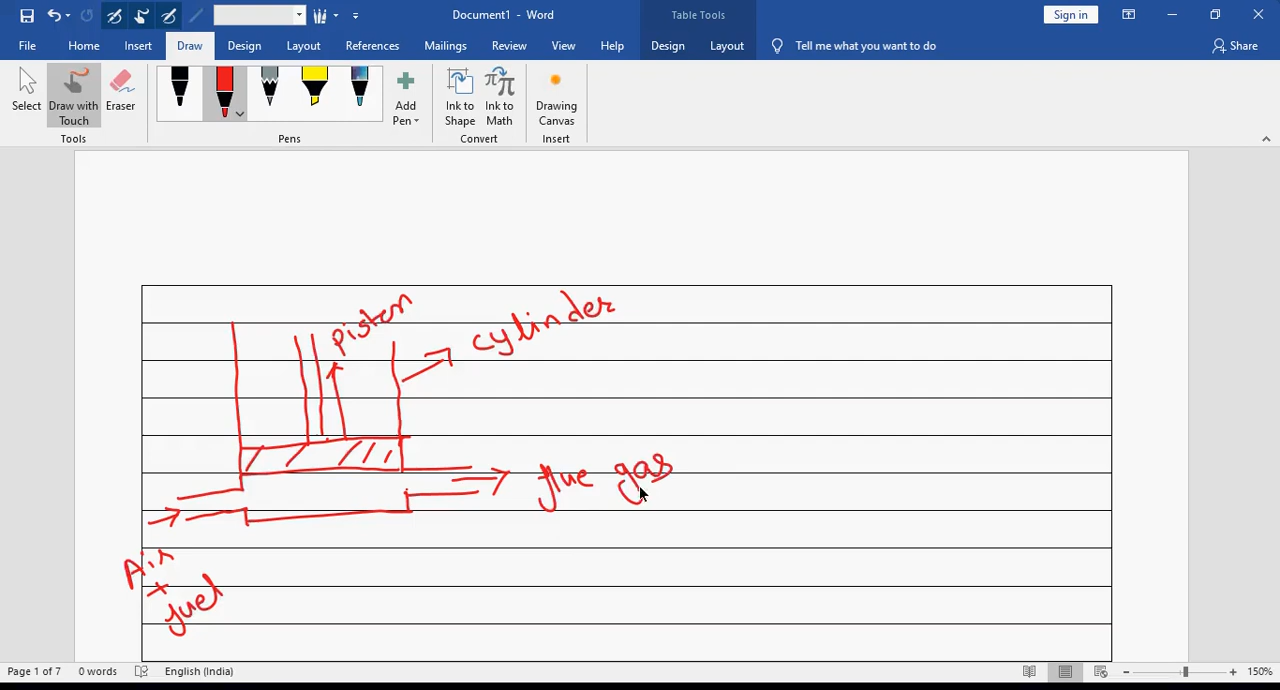 Document1 - Word
Table Tools
Sign in
File Home Insert Draw Design Layout References Mailings Review View Help Design Layout Tell me what you want to do Share
Select Draw with Touch Eraser Add Pen Ink to Shape Ink to Math Drawing Canvas
Tools Pens Convert Insert
piston
cylinder
flue gas
Air
+
fuel
Page 1 of 7 0 words English (India) 150%